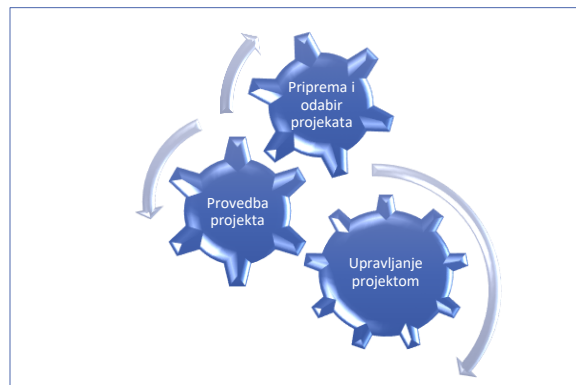 Priprema i
odabir
projekata
Provedba
projekta
Upravljanje
projektom